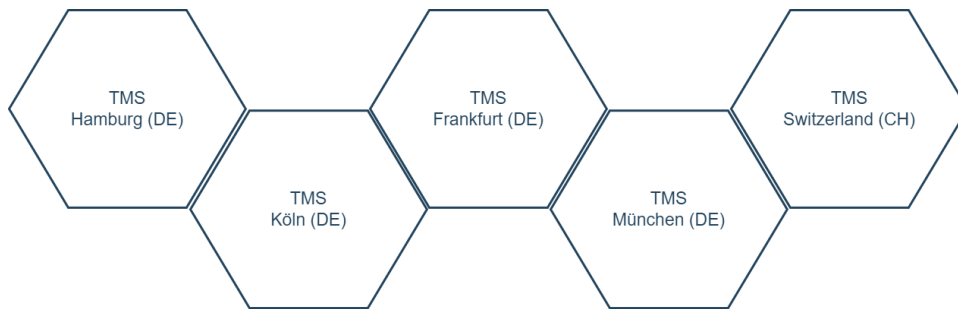 TMS
Hamburg (DE)
TMS
Köln (DE)
TMS
Frankfurt (DE)
TMS
München (DE)
TMS
Switzerland (CH)